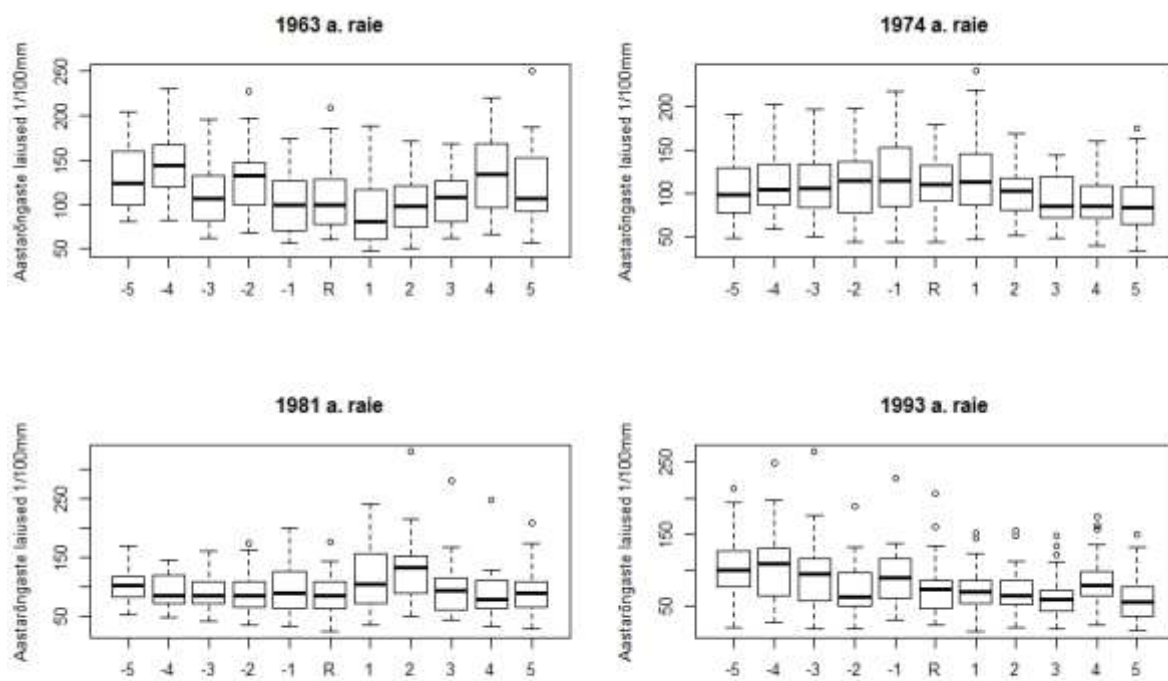 1963 a. raie
Aastarõngaste laiused 1/100mm
250
200
150
100
50
-5 -4 -3 -2 -1 R 1 2 3 4 5
1974 a. raie
Aastarõngaste laiused 1/100mm
200
150
100
50
-5 -4 -3 -2 -1 R 1 2 3 4 5
1981 a. raie
Aastarõngaste laiused 1/100mm
250
150
50
-5 -4 -3 -2 -1 R 1 2 3 4 5
1993 a. raie
Aastarõngaste laiused 1/100mm
250
150
50
-5 -4 -3 -2 -1 R 1 2 3 4 5